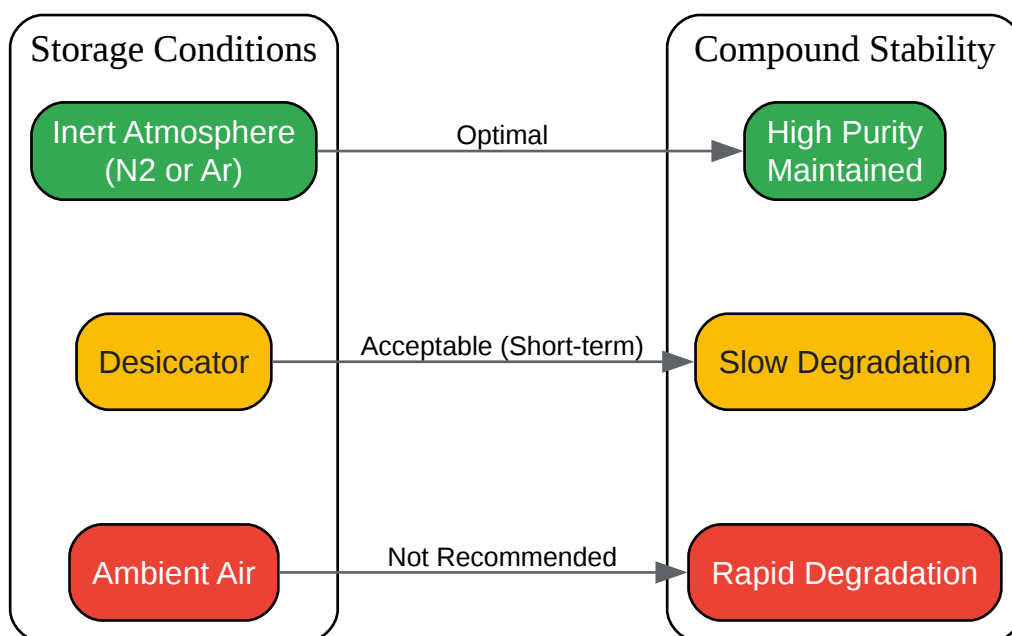 Storage Conditions
Compound Stability
Inert Atmosphere
(N2 or Ar)
Optimal
High Purity
Maintained
Desiccator
Acceptable (Short-term)
Slow Degradation
Ambient Air
Not Recommended
Rapid Degradation